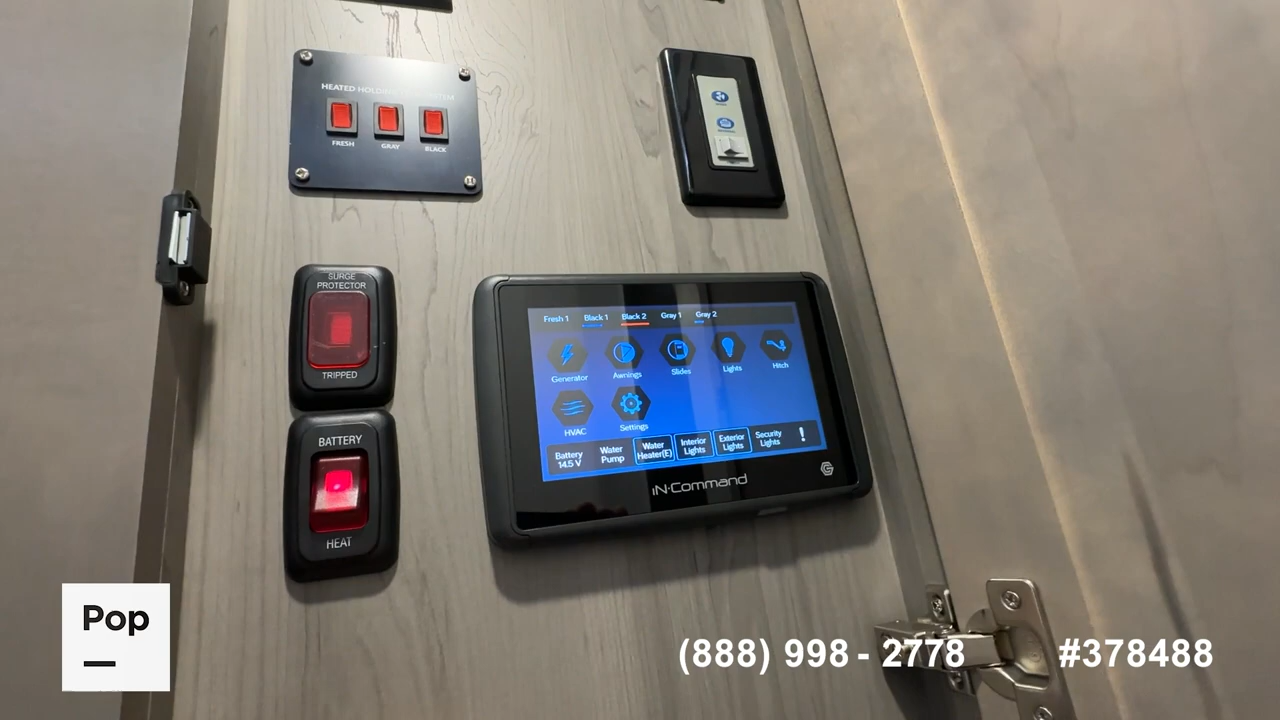 HEATED HOLDING
FRESH
GRAY
BLACK
SURGE
PROTECTOR
TRIPPED
BATTERY
HEAT
Fresh 1
Black 1
Black 2
Gray 1
Gray 2
Generator
Awnings
Slides
Lights
Hitch
HVAC
Settings
Battery
14.5 V
Water
Pump
Water
Heater(E)
Interior
Lights
Exterior
Lights
Security
Lights
!
iN·Command
Pop
(888) 998 - 2778
#378488